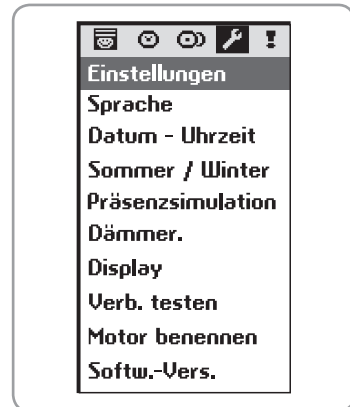 Einstellungen
Sprache
Datum - Uhrzeit
Sommer / Winter
Präsenzsimulation
Dämmer.
Display
Verb. testen
Motor benennen
Softw.-Vers.